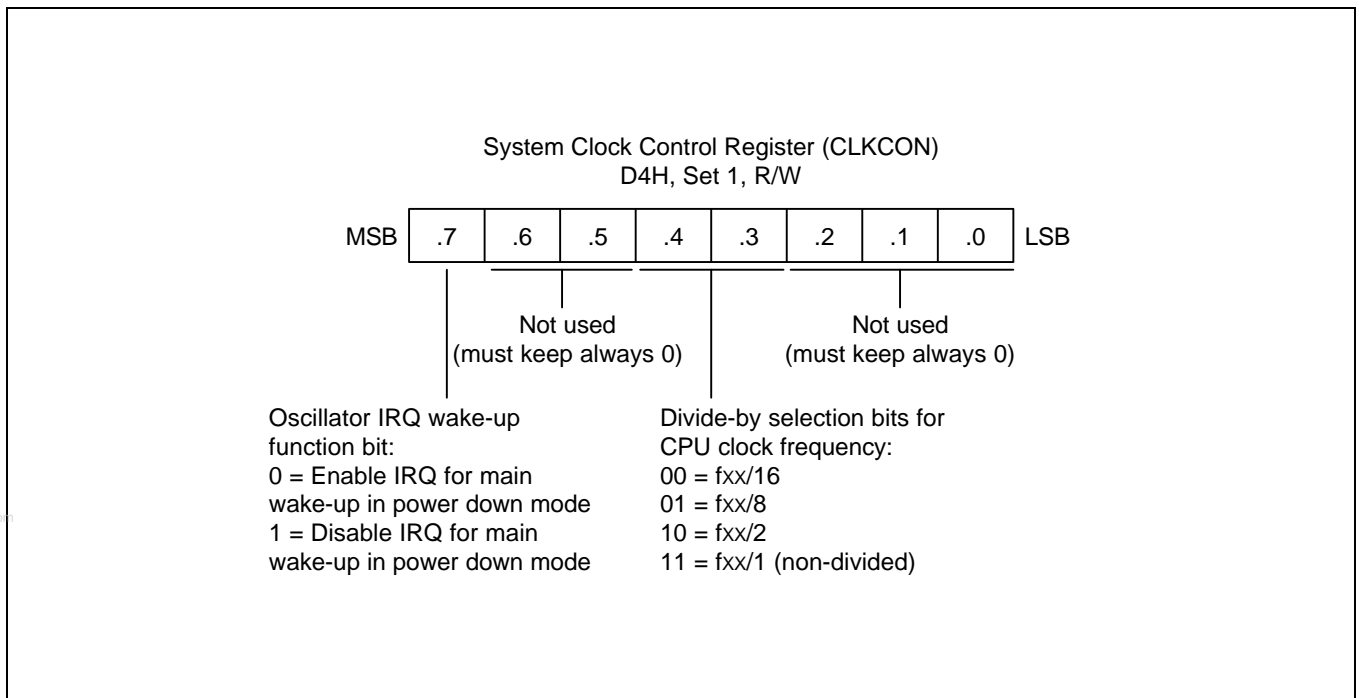 System Clock Control Register (CLKCON)
D4H, Set 1, R/W
MSB .7 .6 .5 .4 .3 .2 .1 .0 LSB
Not used
(must keep always 0)
Not used
(must keep always 0)
Oscillator IRQ wake-up
function bit:
0 = Enable IRQ for main
wake-up in power down mode
1 = Disable IRQ for main
wake-up in power down mode
Divide-by selection bits for
CPU clock frequency:
00 = fxx/16
01 = fxx/8
10 = fxx/2
11 = fxx/1 (non-divided)
om